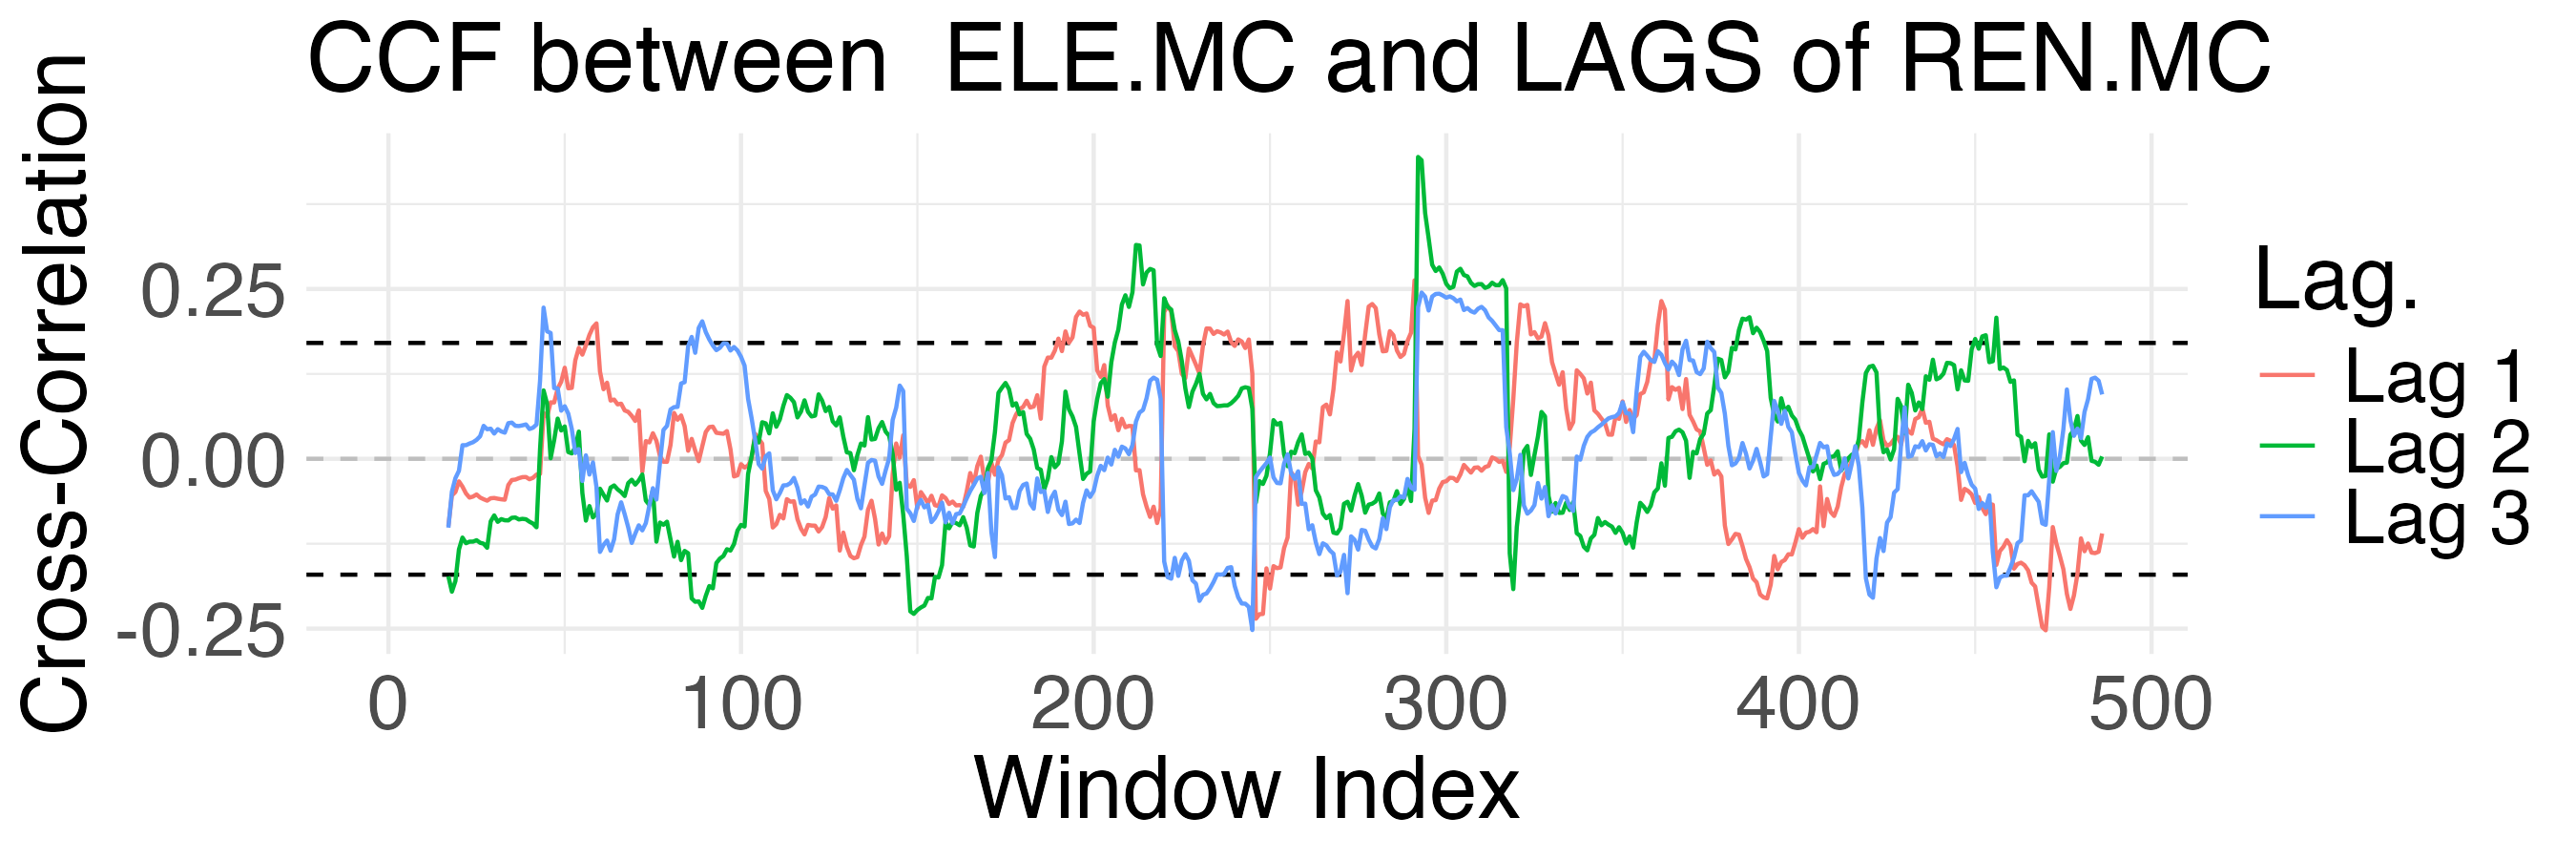 CCF between  ELE.MC and LAGS of REN.MC
Cross-Correlation
0.25
0.00
-0.25
0 100 200 300 400 500
Window Index
Lag.
Lag 1
Lag 2
Lag 3